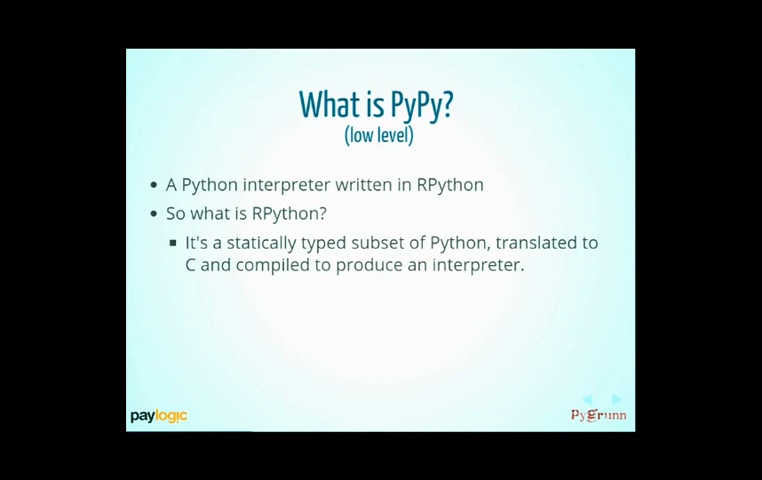 What is PyPy?
(low level)
A Python interpreter written in RPython
So what is RPython?
It's a statically typed subset of Python, translated to
C and compiled to produce an interpreter.
paylogic
Pygrunn